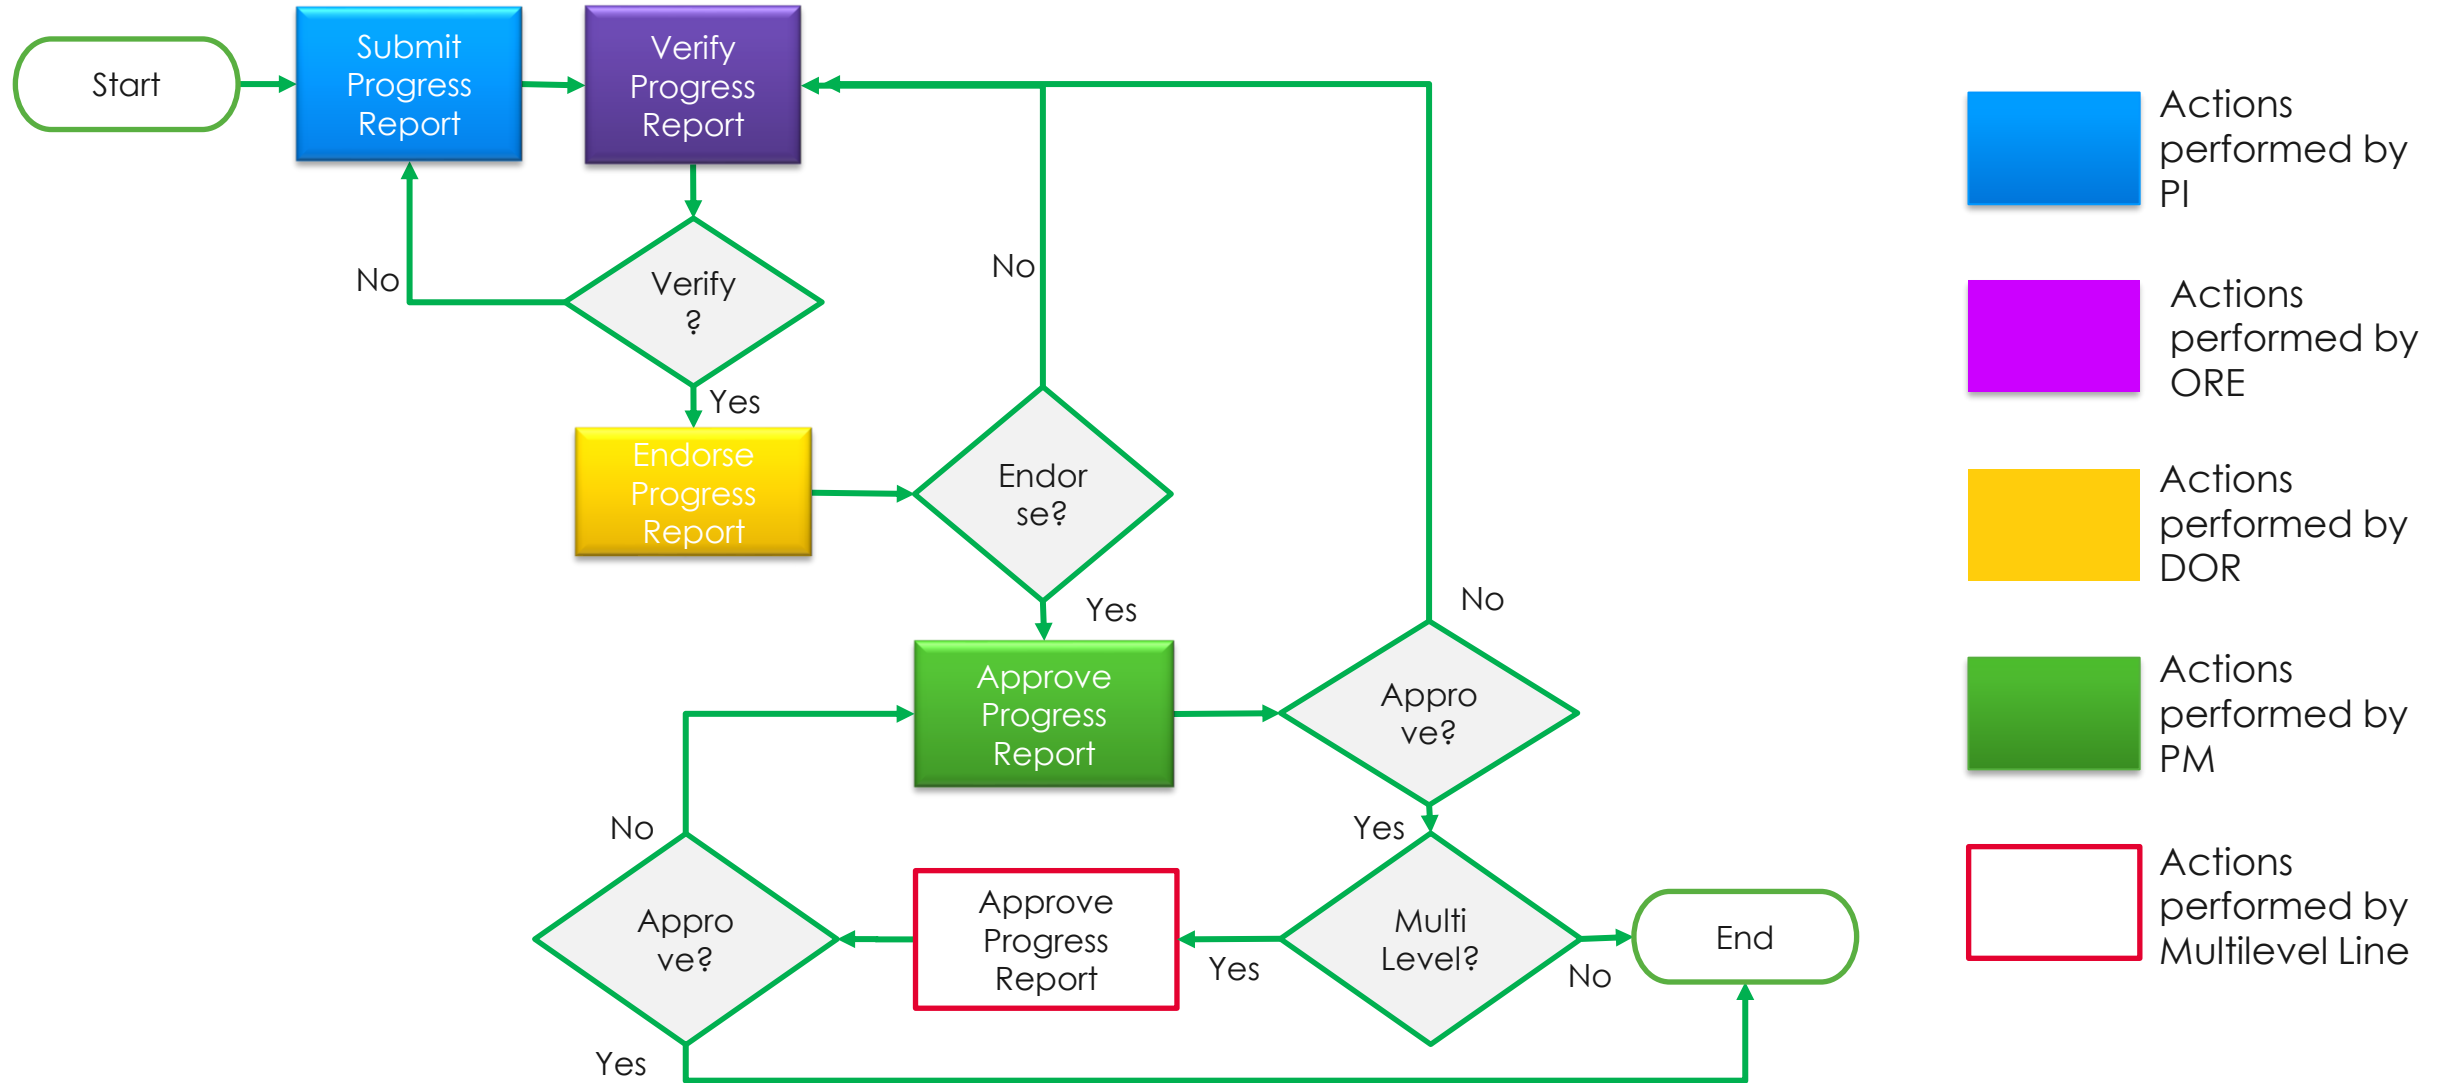 Start
Submit
Progress
Report
Verify
Progress
Report
Verify
?
No
Yes
Endorse
Progress
Report
Endor
se?
No
Yes
Approve
Progress
Report
Appro
ve?
No
Yes
Multi
Level?
Yes
No
Approve
Progress
Report
Appro
ve?
No
Yes
End
Actions
performed by
PI
Actions
performed by
ORE
Actions
performed by
DOR
Actions
performed by
PM
Actions
performed by
Multilevel Line